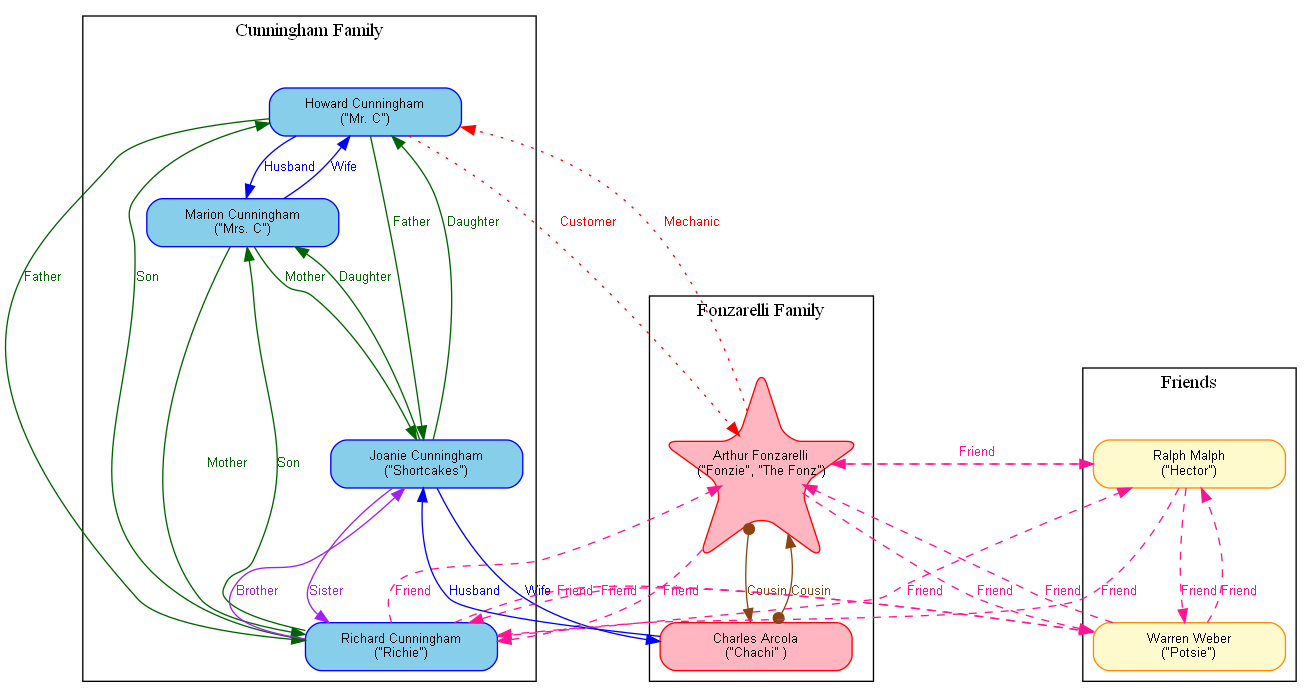 Cunningham Family
Howard Cunningham
("Mr. C")
Husband Wife
Marion Cunningham
("Mrs. C")
Father Daughter
Customer Mechanic
Father Son Mother Daughter
Fonzarelli Family
Friends
Joanie Cunningham
("Shortcakes")
Mother Son
Arthur Fonzarelli
("Fonzie", "The Fonz")
Friend
Ralph Malph
("Hector")
Brother Sister Friend Husband Wife Friend Friend Friend Cousin Cousin Friend Friend Friend Friend Friend Friend
Richard Cunningham
("Richie")
Charles Arcola
("Chachi" )
Warren Weber
("Potsie")